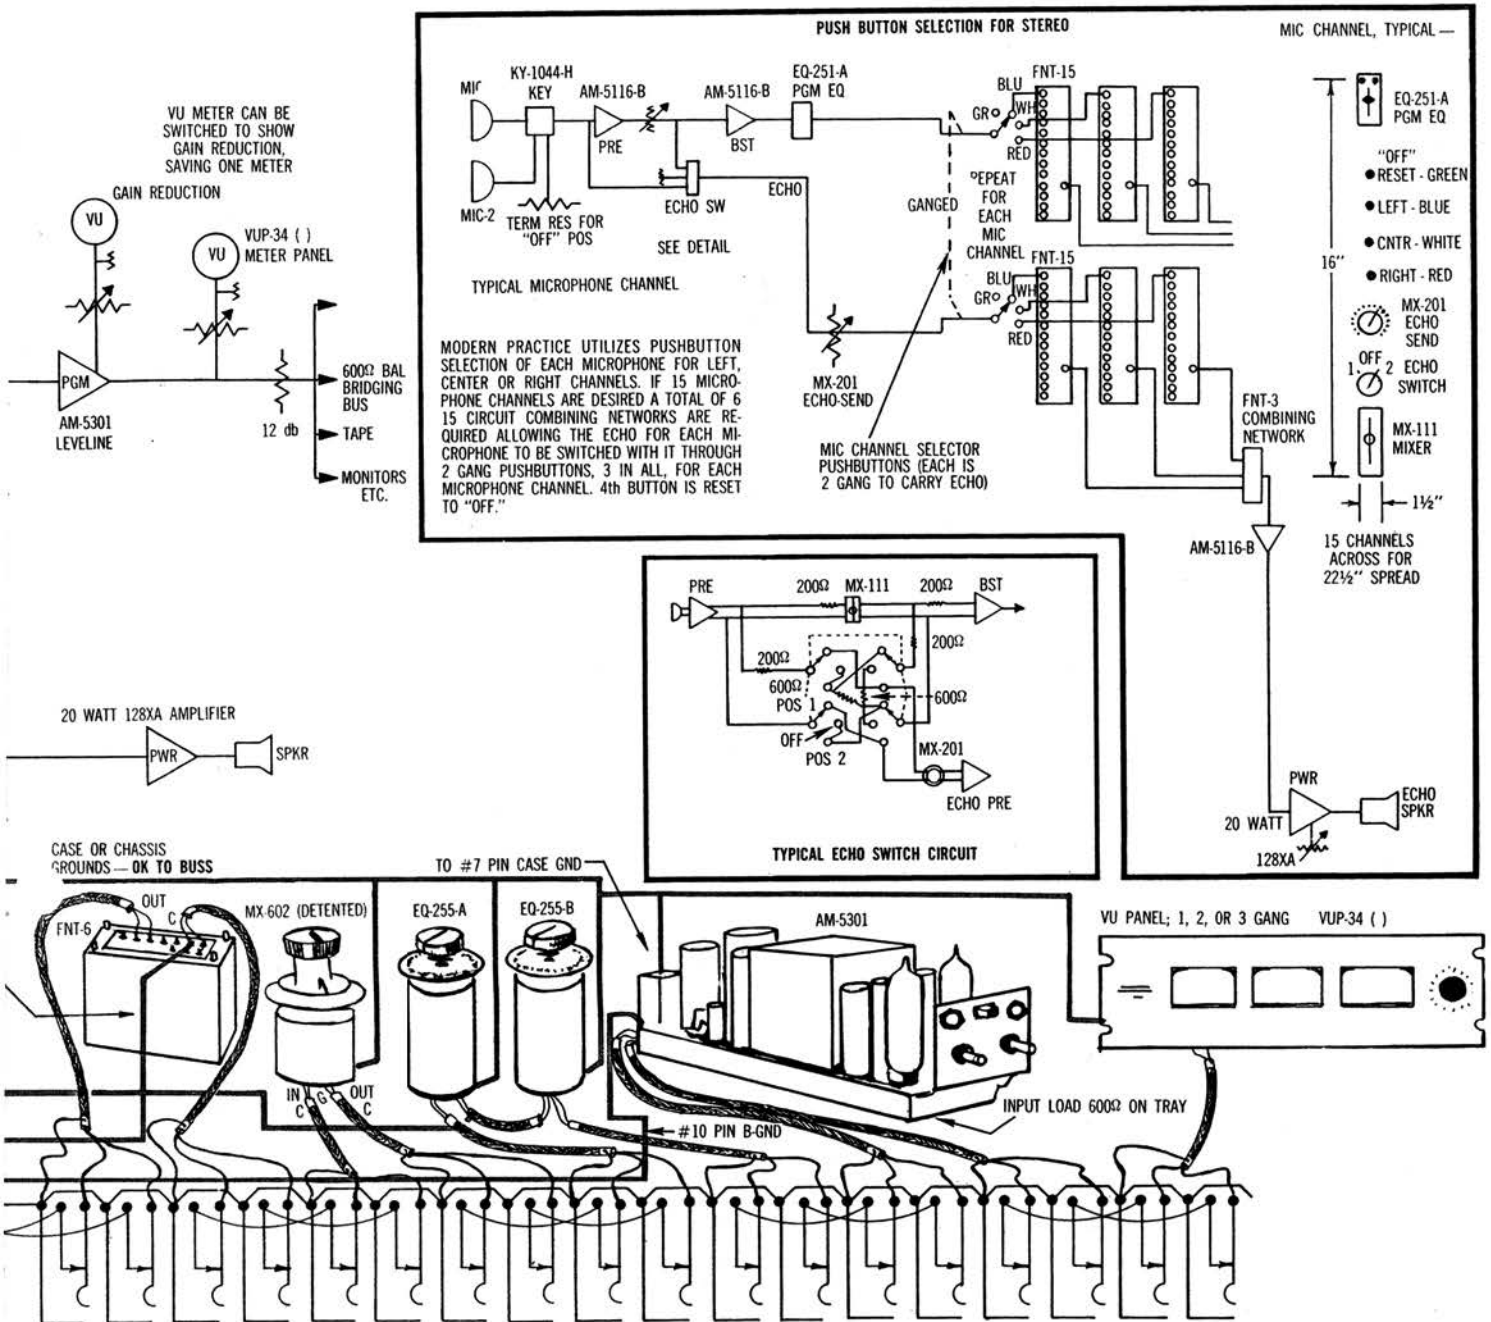 PUSH BUTTON SELECTION FOR STEREO
MIC CHANNEL, TYPICAL —
VU METER CAN BE
SWITCHED TO SHOW
GAIN REDUCTION,
SAVING ONE METER
GAIN REDUCTION
VU
VU
VUP-34 ( )
METER PANEL
PGM
AM-5301
LEVELINE
12 db
600Ω BAL
BRIDGING
BUS
TAPE
MONITORS
ETC.
KY-1044-H
KEY
MIC-2
AM-5116-B
PRE
AM-5116-B
BST
EQ-251-A
PGM EQ
TERM RES FOR
"OFF" POS
ECHO SW
ECHO
SEE DETAIL
TYPICAL MICROPHONE CHANNEL
GANGED
REPEAT
FOR
EACH
MIC
CHANNEL
BLU
FNT-15
GR
WH
RED
FNT-15
BLU
GR
WH
RED
MX-201
ECHO-SEND
MODERN PRACTICE UTILIZES PUSHBUTTON
SELECTION OF EACH MICROPHONE FOR LEFT,
CENTER OR RIGHT CHANNELS. IF 15 MICRO-
PHONE CHANNELS ARE DESIRED A TOTAL OF 6
15 CIRCUIT COMBINING NETWORKS ARE RE-
QUIRED ALLOWING THE ECHO FOR EACH MI-
CROPHONE TO BE SWITCHED WITH IT THROUGH
2 GANG PUSHBUTTONS, 3 IN ALL, FOR EACH
MICROPHONE CHANNEL. 4th BUTTON IS RESET
TO "OFF."
MIC CHANNEL SELECTOR
PUSHBUTTONS (EACH IS
2 GANG TO CARRY ECHO)
FNT-3
COMBINING
NETWORK
AM-5116-B
16"
EQ-251-A
PGM EQ
"OFF"
RESET - GREEN
LEFT - BLUE
CNTR - WHITE
RIGHT - RED
MX-201
ECHO
SEND
OFF
1. 2 ECHO
SWITCH
MX-111
MIXER
1½"
15 CHANNELS
ACROSS FOR
22½" SPREAD
PRE
200Ω
MX-111
200Ω
BST
200Ω
200Ω
600Ω
POS 1
600Ω
OFF
POS 2
MX-201
ECHO PRE
TYPICAL ECHO SWITCH CIRCUIT
PWR
20 WATT
128XA
ECHO
SPKR
20 WATT 128XA AMPLIFIER
PWR
SPKR
CASE OR CHASSIS
GROUNDS — OK TO BUSS
TO #7 PIN CASE GND
OUT
C
FNT-6
MX-602 (DETENTED)
EQ-255-A
EQ-255-B
AM-5301
VU PANEL; 1, 2, OR 3 GANG VUP-34 ( )
IN
C
G
OUT
C
#10 PIN B-GND
INPUT LOAD 600Ω ON TRAY